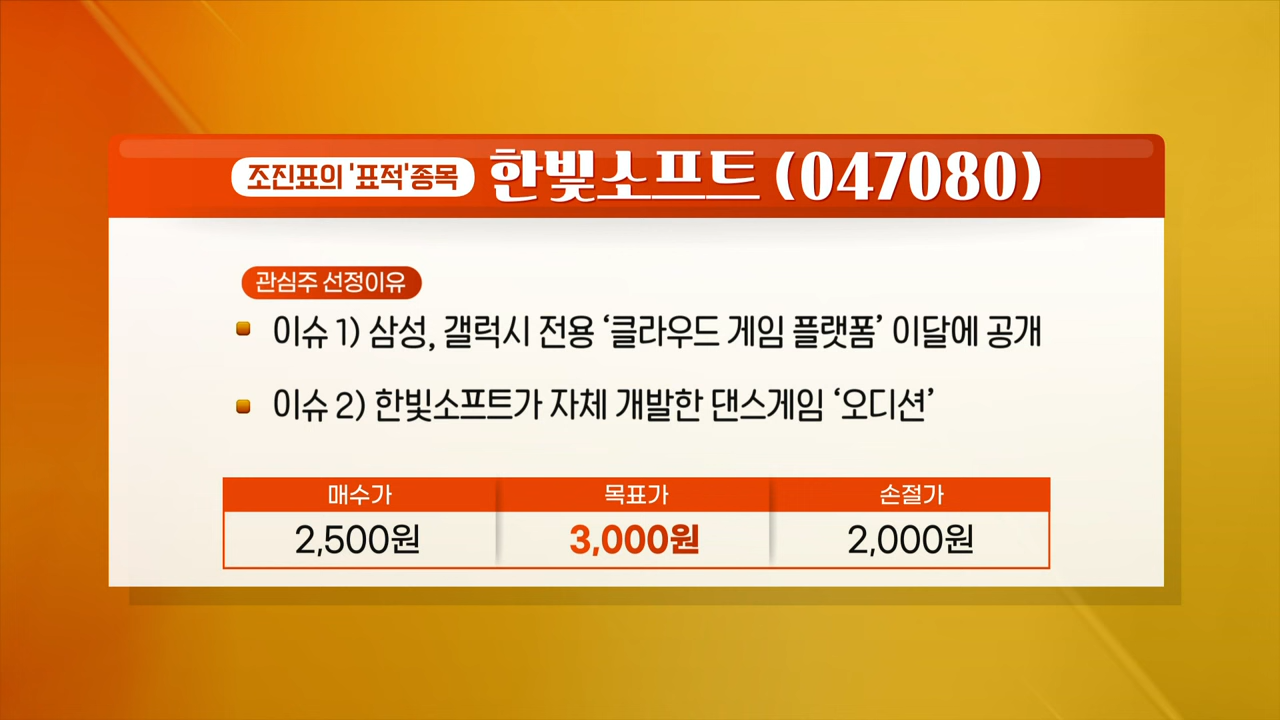 조진표의 '표적'종목 한빛소프트 (047080)
관심주 선정이유
이슈 1) 삼성, 갤럭시 전용 ‘클라우드 게임 플랫폼’ 이달에 공개
이슈 2) 한빛소프트가 자체 개발한 댄스게임 ‘오디션’
매수가 목표가 손절가
2,500원 3,000원 2,000원